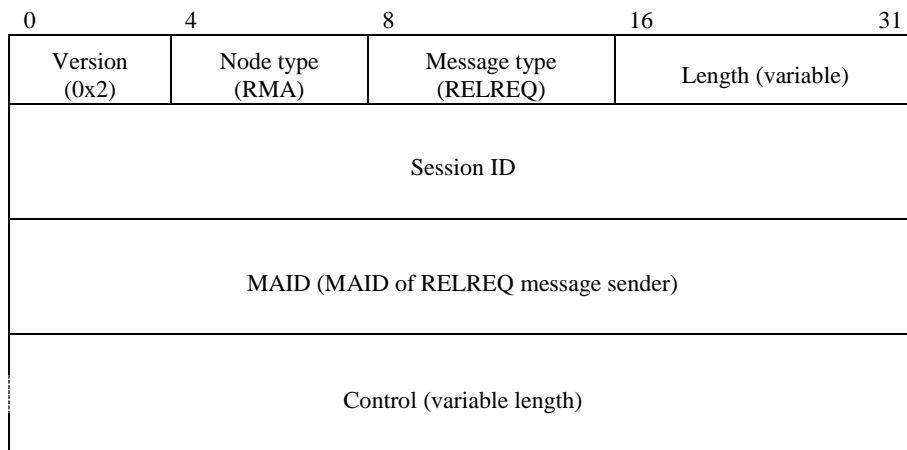 0 4 8 16 31
Version Node type Message type Length (variable)
(0x2) (RMA) (RELREQ)
Session ID
MAID (MAID of RELREQ message sender)
Control (variable length)